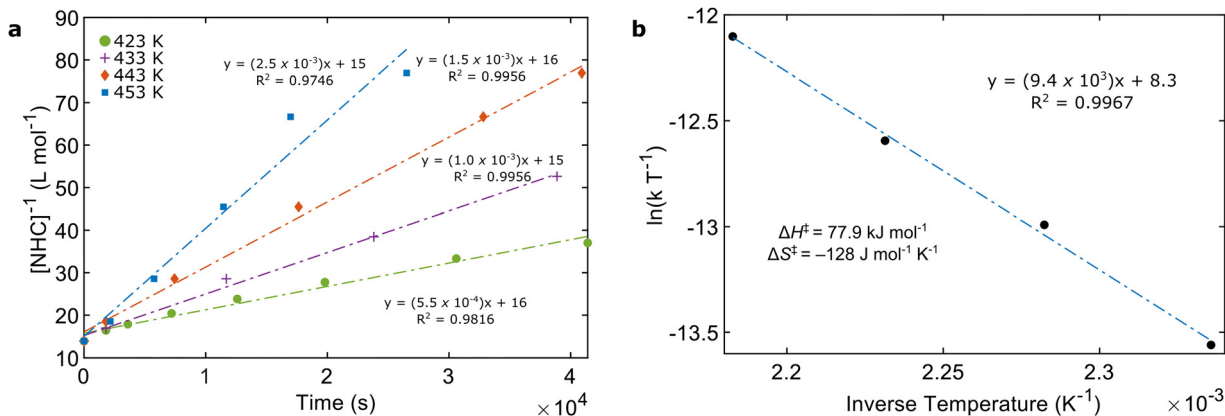 a
90
80
70
60
50
40
30
20
10
[NHC]⁻¹ (L mol⁻¹)
423 K
433 K
443 K
453 K
y = (2.5 x 10⁻³)x + 15
R² = 0.9746
y = (1.5 x 10⁻³)x + 16
R² = 0.9956
y = (1.0 x 10⁻³)x + 15
R² = 0.9956
y = (5.5 x 10⁻⁴)x + 16
R² = 0.9816
0 1 2 3 4
Time (s)
× 10⁴
b
-12
-12.5
-13
-13.5
ln(k T⁻¹)
y = (9.4 x 10³)x + 8.3
R² = 0.9967
ΔH‡ = 77.9 kJ mol⁻¹
ΔS‡ = –128 J mol⁻¹ K⁻¹
2.2 2.25 2.3
Inverse Temperature (K⁻¹)
× 10⁻³